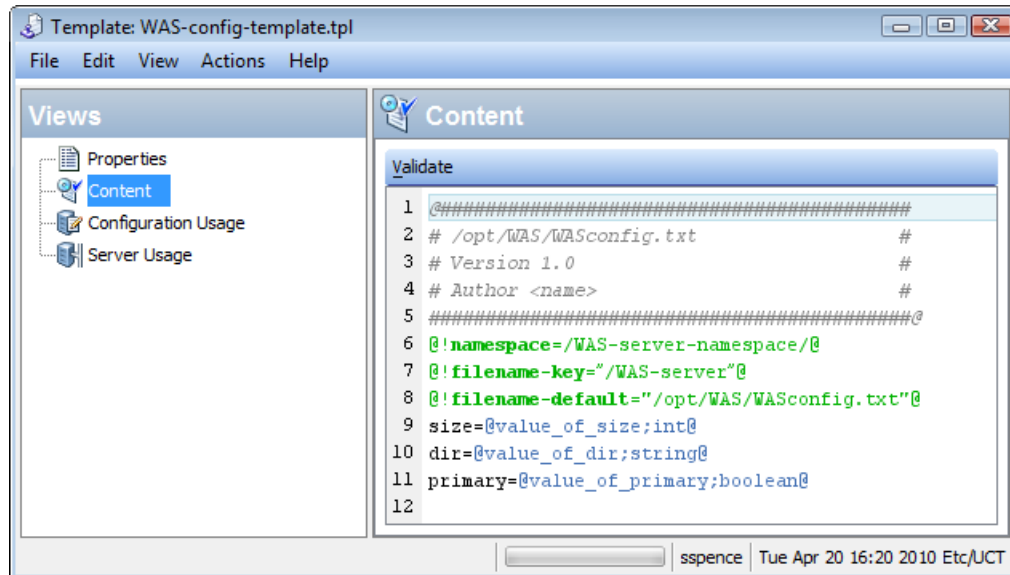 Template: WAS-config-template.tpl
File Edit View Actions Help
Views
Properties
Content
Configuration Usage
Server Usage
Content
Validate
1 @###########################################
2 # /opt/WAS/WASconfig.txt #
3 # Version 1.0 #
4 # Author <name> #
5 ############################################@
6 @!namespace=/WAS-server-namespace/@
7 @!filename-key="/WAS-server"@
8 @!filename-default="/opt/WAS/WASconfig.txt"@
9 size=@value_of_size;int@
10 dir=@value_of_dir;string@
11 primary=@value_of_primary;boolean@
12
sspence Tue Apr 20 16:20 2010 Etc/UCT